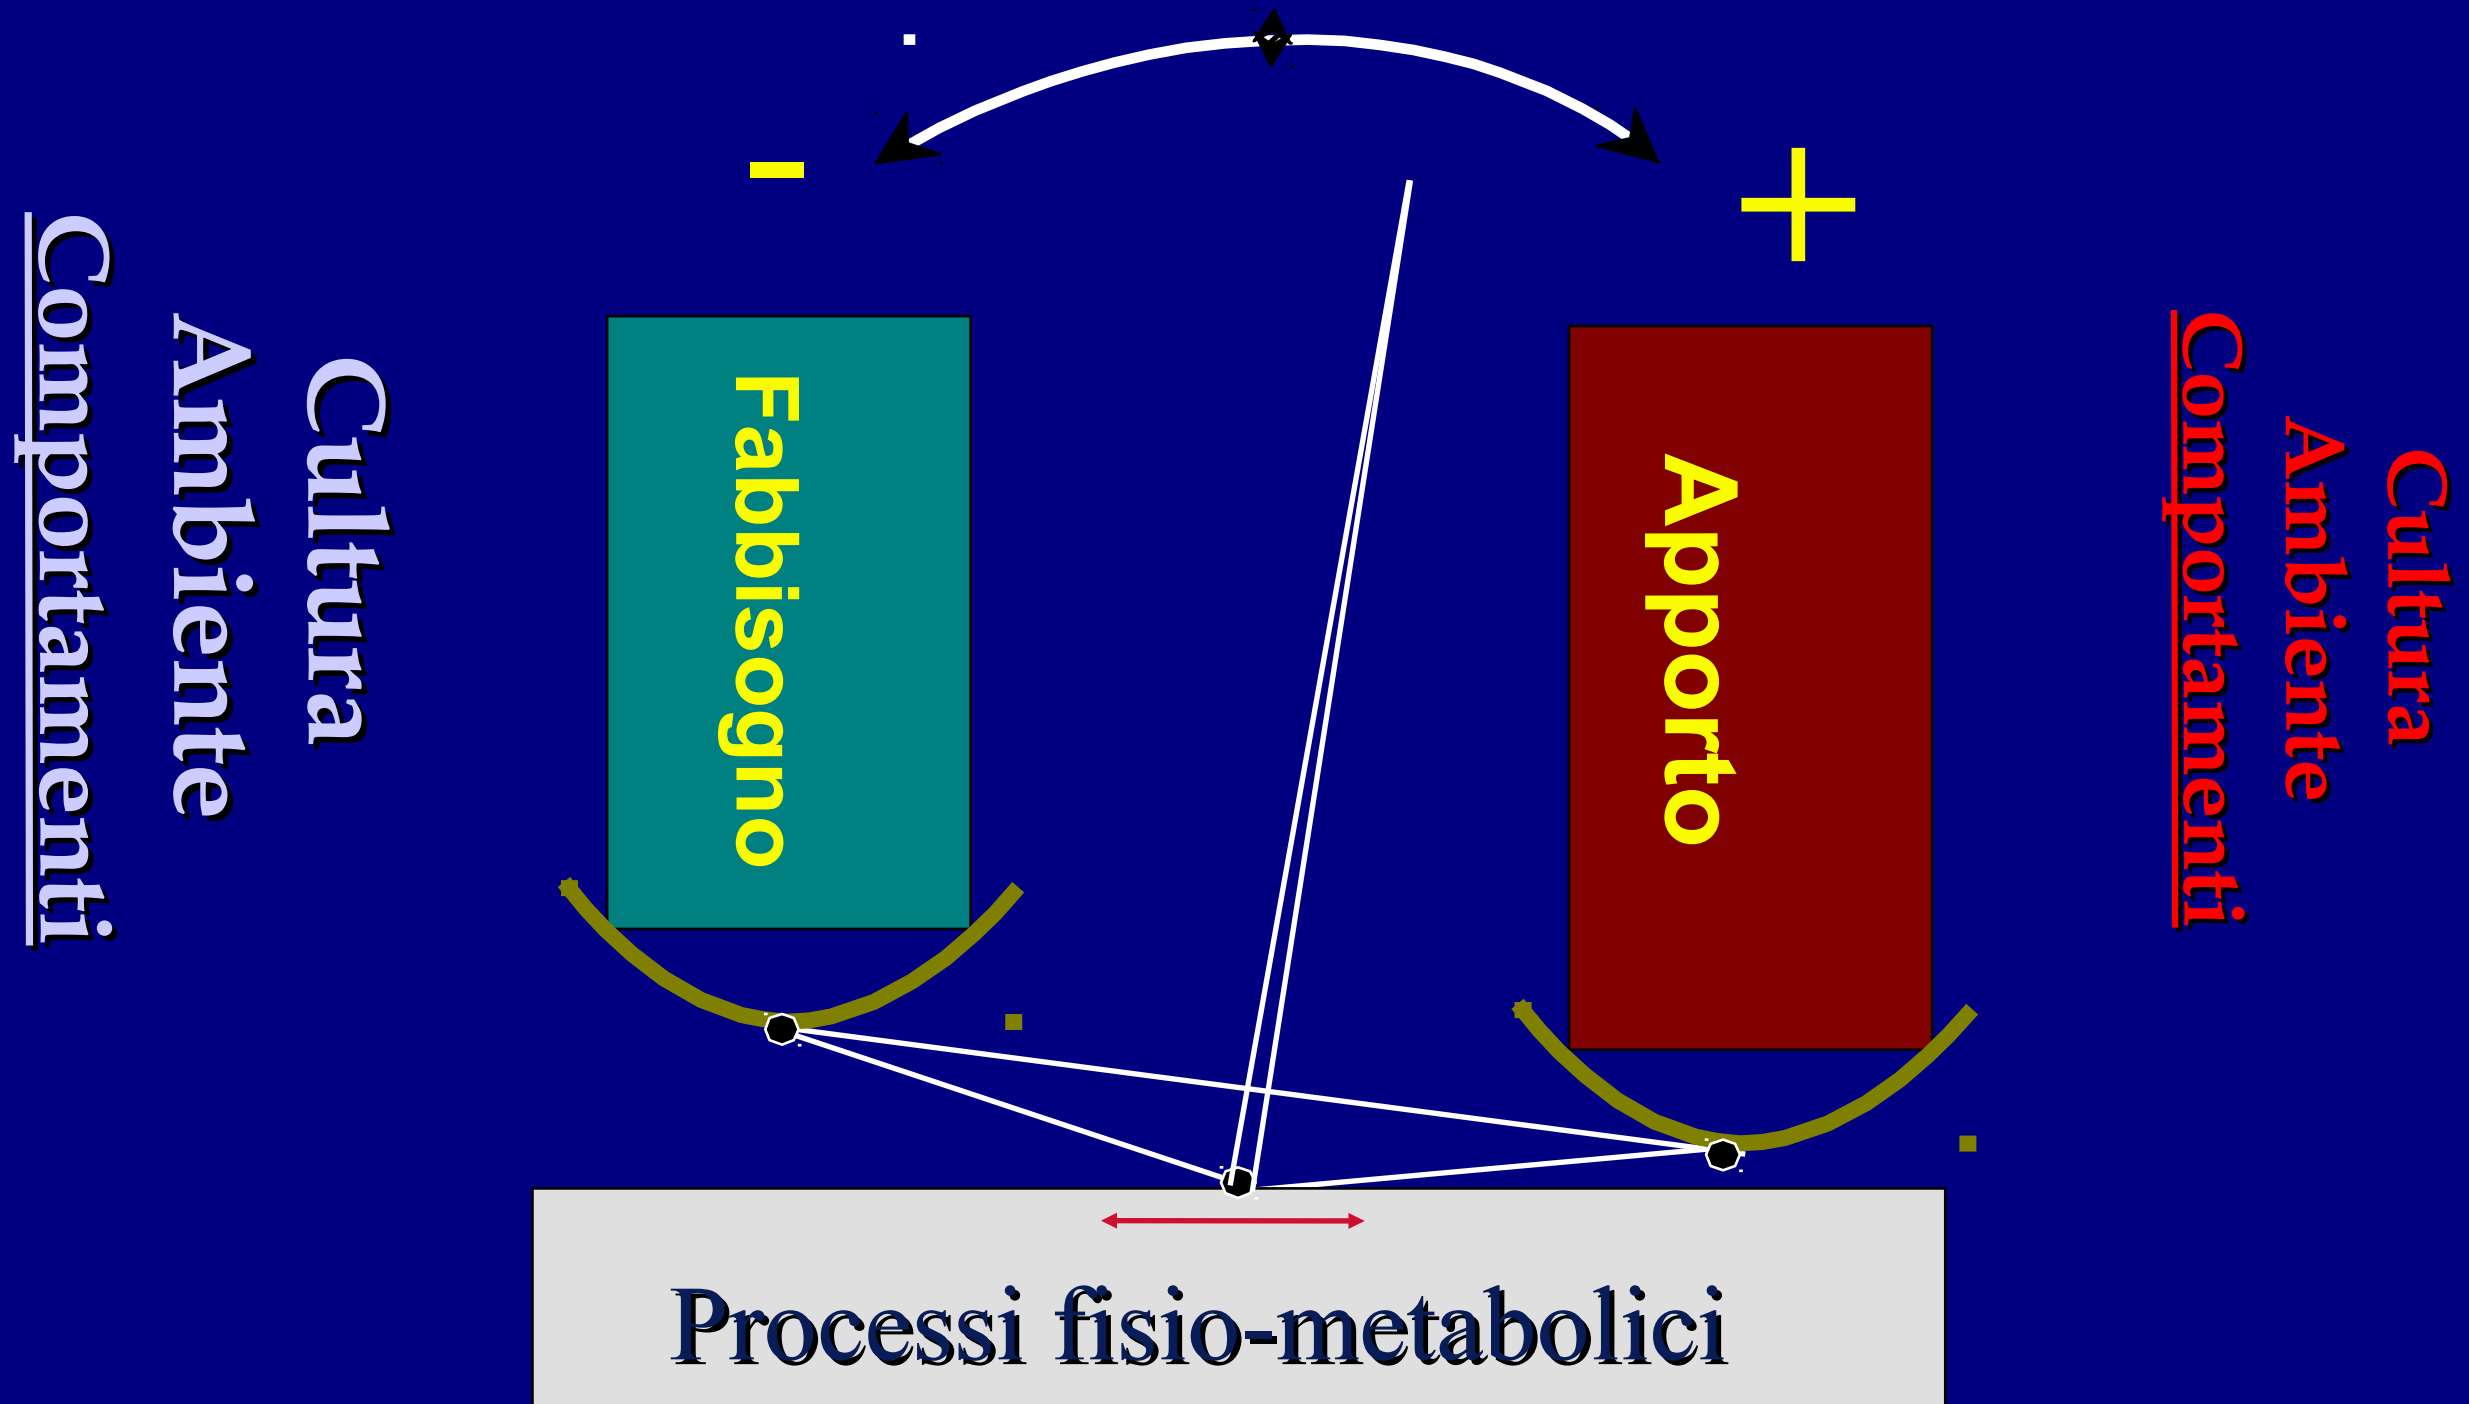 -
+
Cultura
Ambiente
Comportamenti
Fabbisogno
Apporto
Cultura
Ambiente
Comportamenti
Processi fisio-metabolici